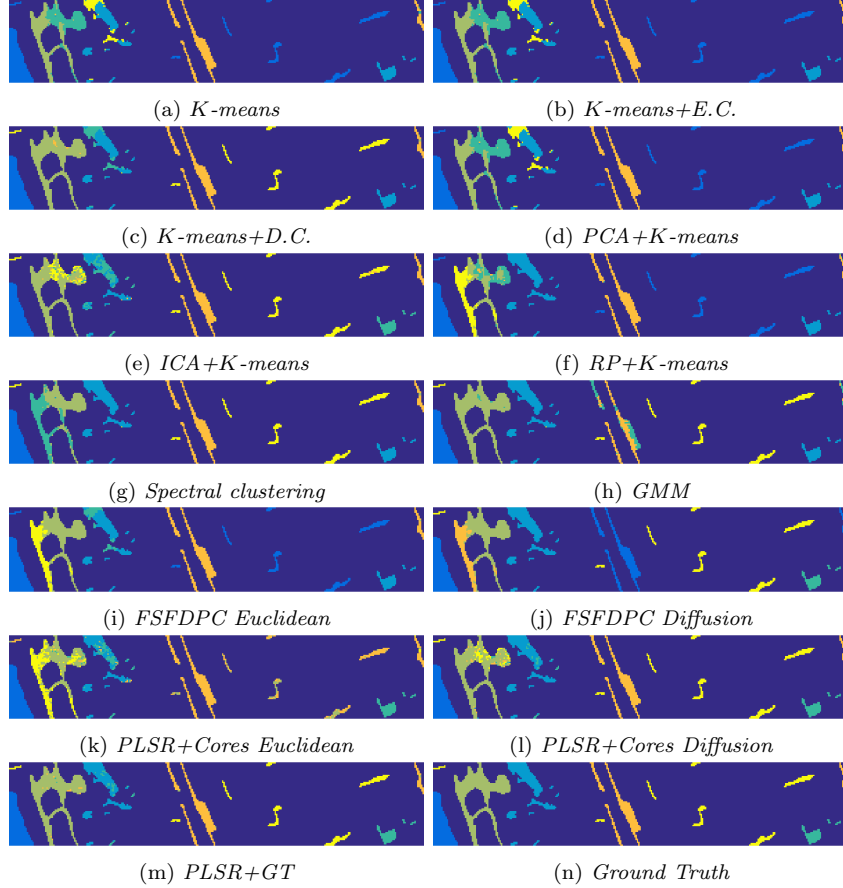 (a) K-means
(b) K-means+E.C.
(c) K-means+D.C.
(d) PCA+K-means
(e) ICA+K-means
(f) RP+K-means
(g) Spectral clustering
(h) GMM
(i) FSFDPC Euclidean
(j) FSFDPC Diffusion
(k) PLSR+Cores Euclidean
(l) PLSR+Cores Diffusion
(m) PLSR+GT
(n) Ground Truth